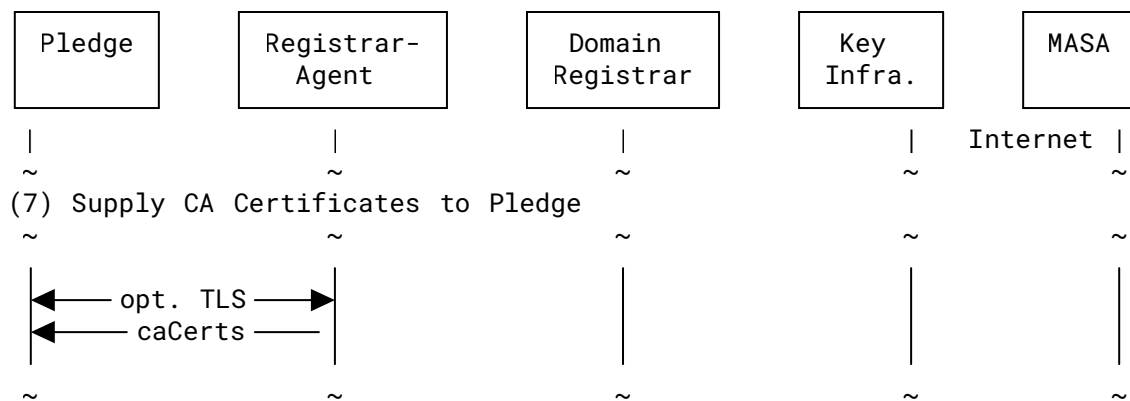 Pledge Registrar- Domain Key MASA
Agent Registrar Infra.
| | | | Internet |
~ ~ ~ ~ ~
(7) Supply CA Certificates to Pledge
~ ~ ~ ~ ~
opt. TLS
caCerts
~ ~ ~ ~ ~